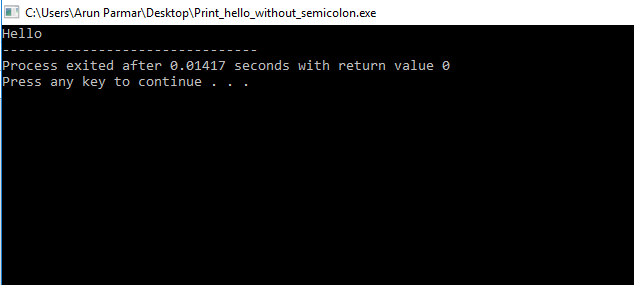 C:\Users\Arun Parmar\Desktop\Print_hello_without_semicolon.exe
Hello
--------------------------------
Process exited after 0.01417 seconds with return value 0
Press any key to continue . . .